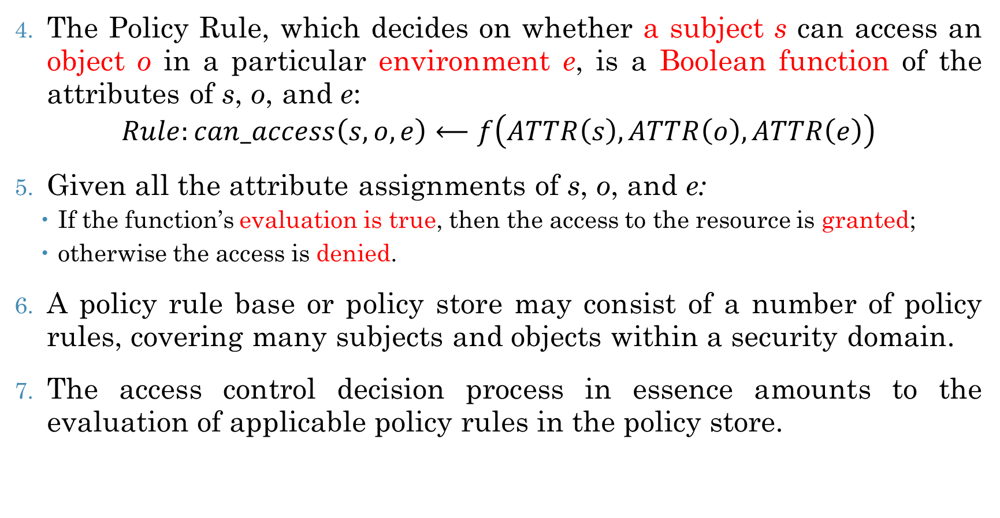 4. The Policy Rule, which decides on whether a subject s can access an
object o in a particular environment e, is a Boolean function of the
attributes of s, o, and e:
Rule: can_access(s, o, e) ⟵ f(ATTR(s), ATTR(o), ATTR(e))
5. Given all the attribute assignments of s, o, and e:
• If the function’s evaluation is true, then the access to the resource is granted;
• otherwise the access is denied.
6. A policy rule base or policy store may consist of a number of policy
rules, covering many subjects and objects within a security domain.
7. The access control decision process in essence amounts to the
evaluation of applicable policy rules in the policy store.